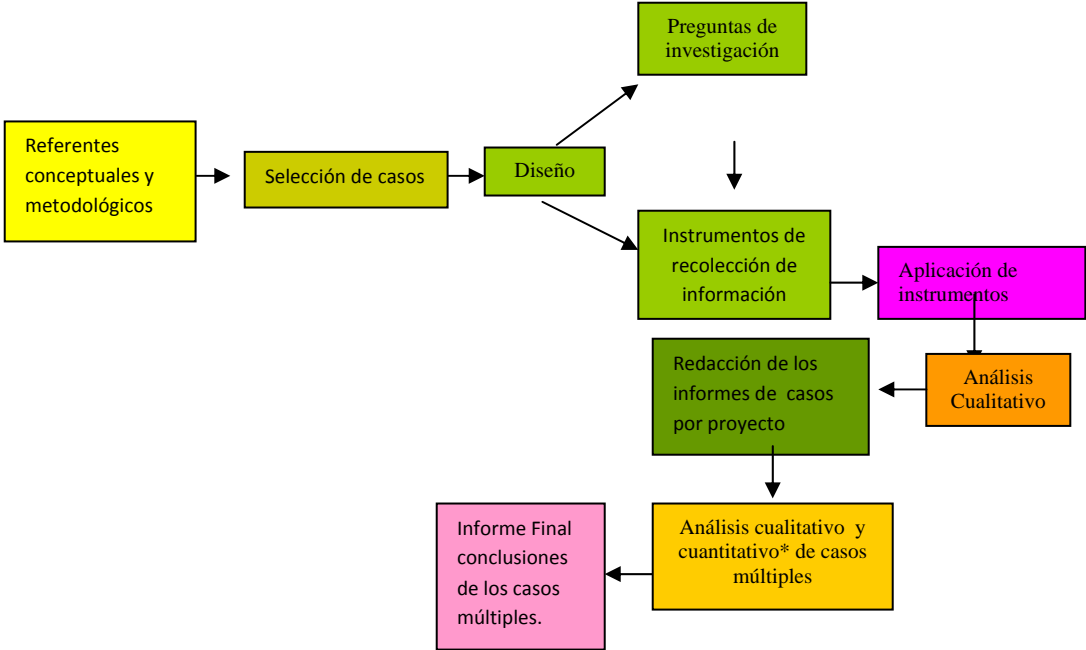 Preguntas de
investigación
Referentes
conceptuales y
metodológicos
Selección de casos
Diseño
Instrumentos de
recolección de
información
Aplicación de
instrumentos
Redacción de los
informes de casos
por proyecto
Análisis
Cualitativo
Informe Final
conclusiones
de los casos
múltiples.
Análisis cualitativo y
cuantitativo* de casos
múltiples